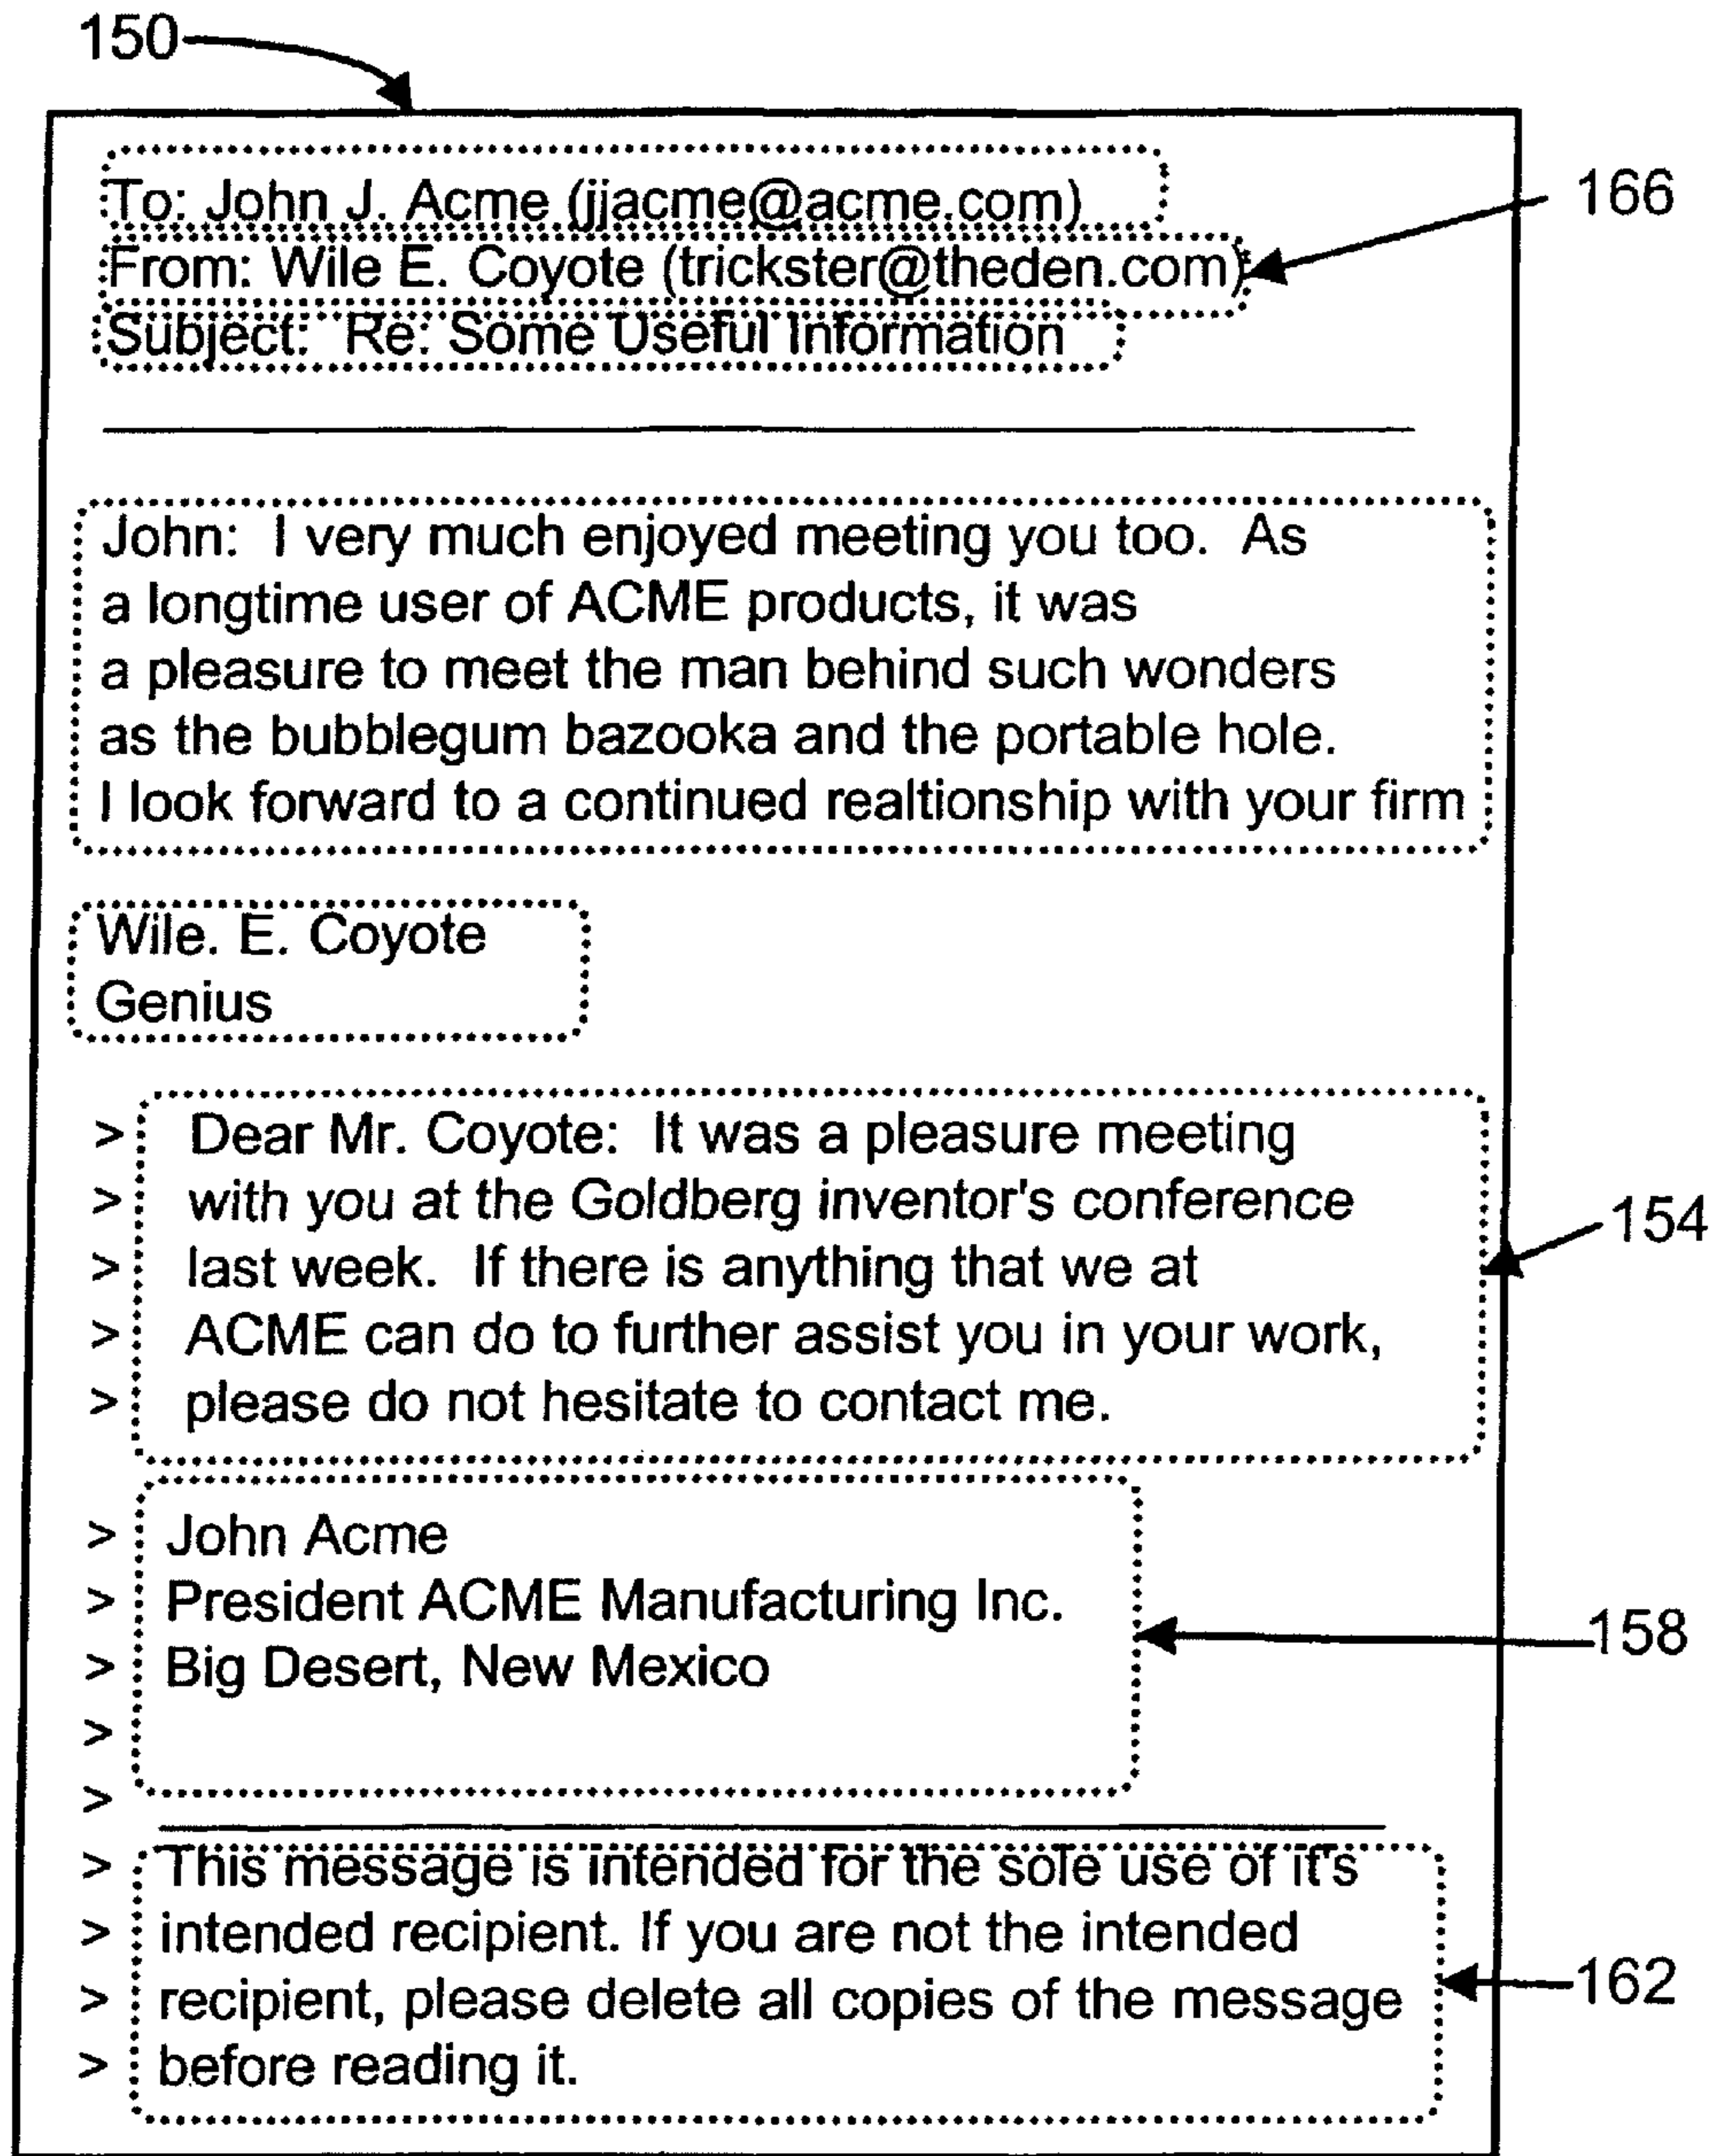 150
To: John J. Acme (jjacme@acme.com)
166
From: Wile E. Coyote (trickster@theden.com)
Subject: Re: Some Useful Information
John: I very much enjoyed meeting you too. As
a longtime user of ACME products, it was
a pleasure to meet the man behind such wonders
as the bubblegum bazooka and the portable hole.
I look forward to a continued realtionship with your firm
Wile. E. Coyote
Genius
> Dear Mr. Coyote: It was a pleasure meeting
> with you at the Goldberg inventor's conference
154
> last week. If there is anything that we at
> ACME can do to further assist you in your work,
> please do not hesitate to contact me.
> John Acme
> President ACME Manufacturing Inc.
158
> Big Desert, New Mexico
>
>
> This message is intended for the sole use of it's
> intended recipient. If you are not the intended
162
> recipient, please delete all copies of the message
> before reading it.